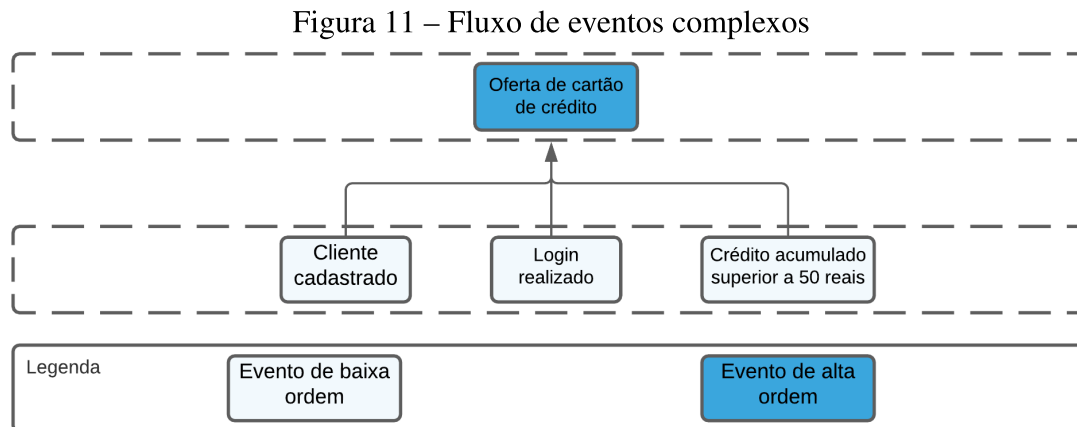 Figura 11 – Fluxo de eventos complexos
Oferta de cartão
de crédito
Cliente
cadastrado
Login
realizado
Crédito acumulado
superior a 50 reais
Legenda
Evento de baixa
ordem
Evento de alta
ordem